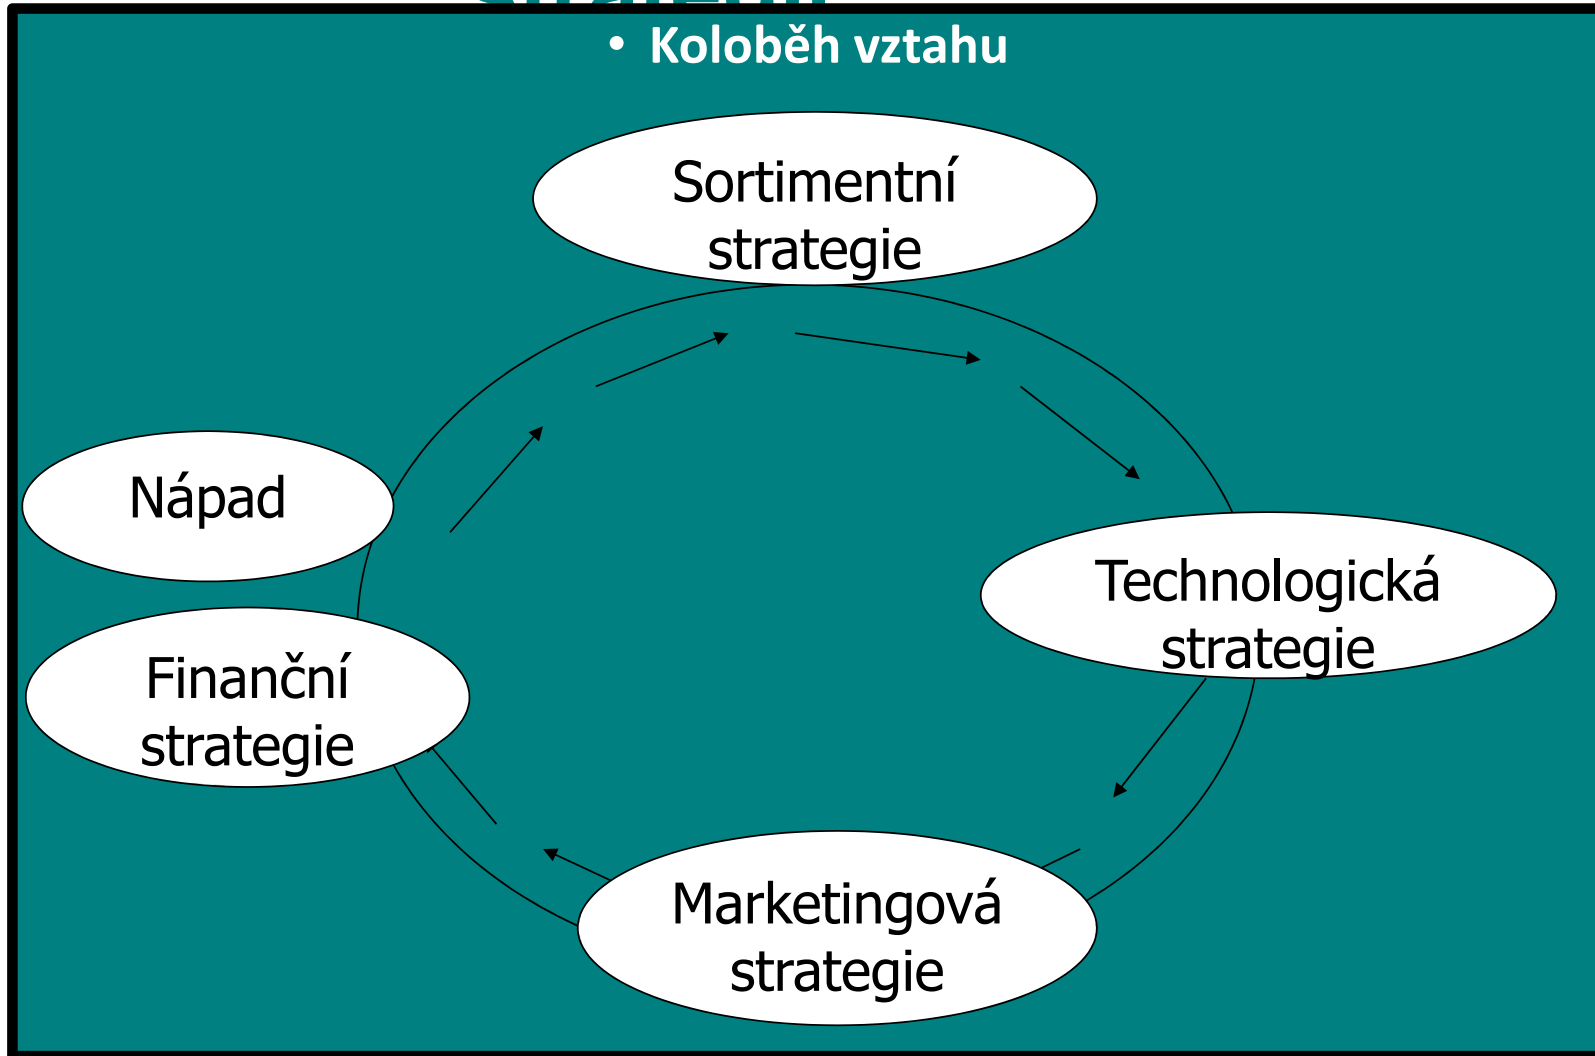 • Koloběh vztahu
Sortimentní
strategie
Nápad
Technologická
strategie
Finanční
strategie
Marketingová
strategie